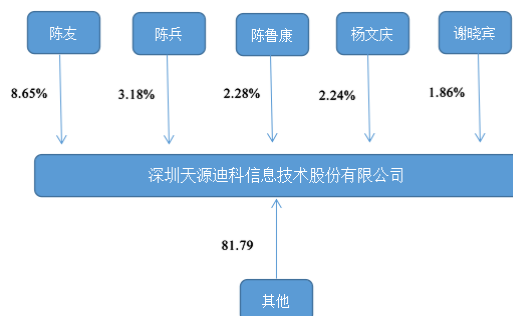 陈友
陈兵
陈鲁康
杨文庆
谢晓宾
8.65%
3.18%
2.28%
2.24%
1.86%
深圳天源迪科信息技术股份有限公司
81.79
其他